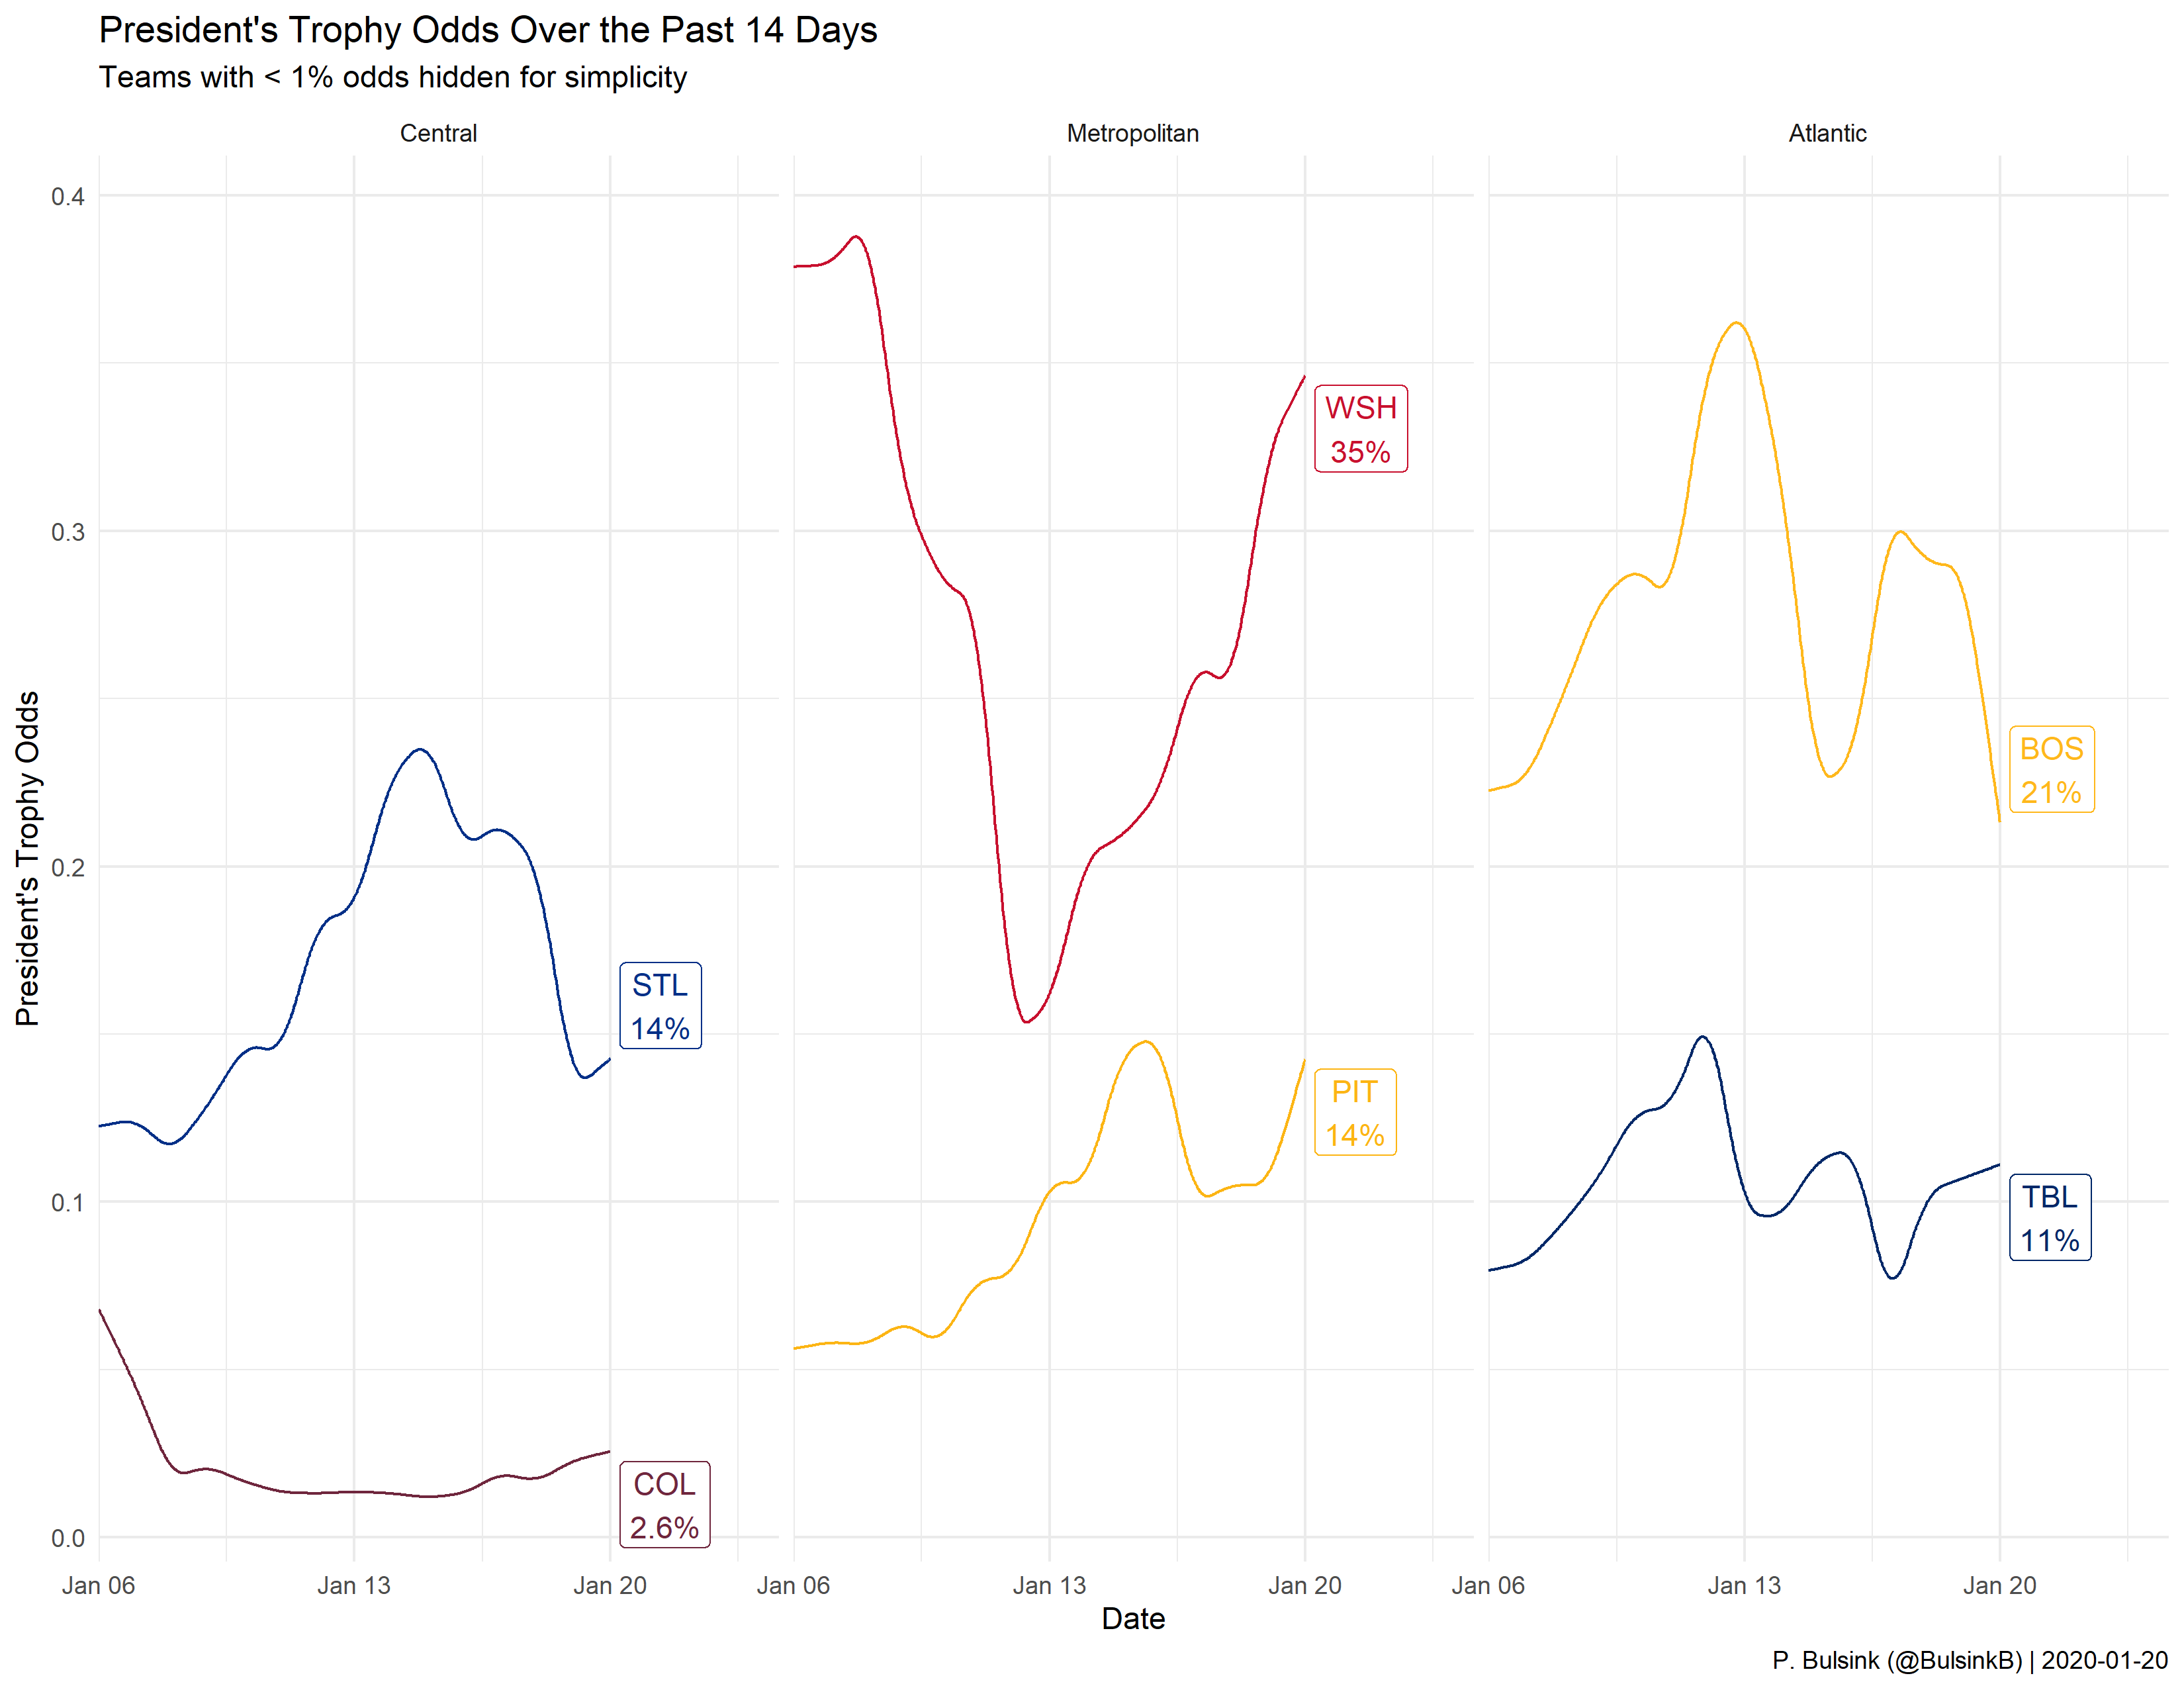 President's Trophy Odds Over the Past 14 Days
Teams with < 1% odds hidden for simplicity
Central
Metropolitan
Atlantic
President's Trophy Odds
0.4
0.3
0.2
0.1
0.0
STL
14%
COL
2.6%
WSH
35%
PIT
14%
BOS
21%
TBL
11%
Jan 06
Jan 13
Jan 20
Jan 06
Jan 13
Jan 20
Jan 06
Jan 13
Jan 20
Date
P. Bulsink (@BulsinkB) | 2020-01-20